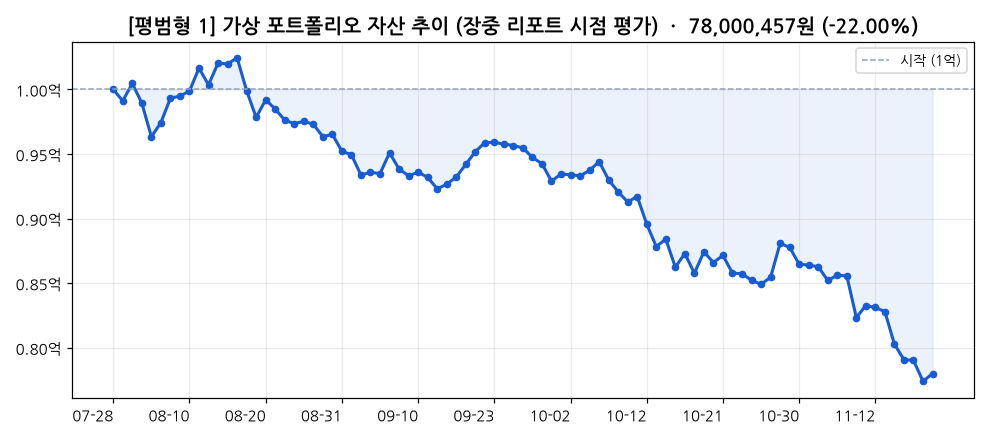 [평범형 1] 가상 포트폴리오 자산 추이 (장중 리포트 시점 평가) · 78,000,457원 (-22.00%)
시작 (1억)
1.00억
0.95억
0.90억
0.85억
0.80억
07-28 08-10 08-20 08-31 09-10 09-23 10-02 10-12 10-21 10-30 11-12